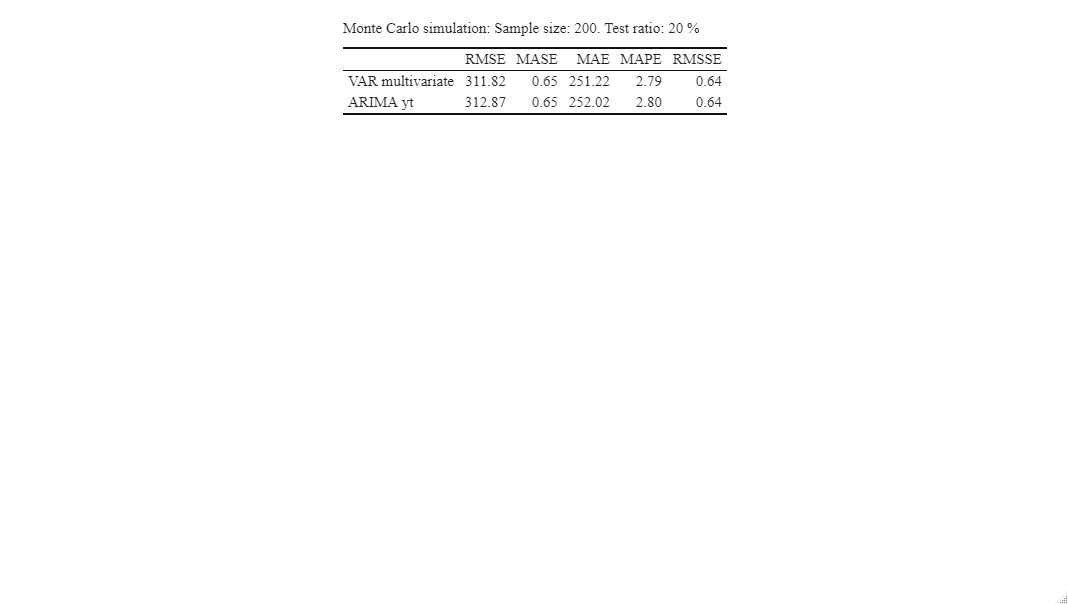 Monte Carlo simulation: Sample size: 200. Test ratio: 20 %
RMSE MASE MAE MAPE RMSSE
VAR multivariate 311.82 0.65 251.22 2.79 0.64
ARIMA yt 312.87 0.65 252.02 2.80 0.64